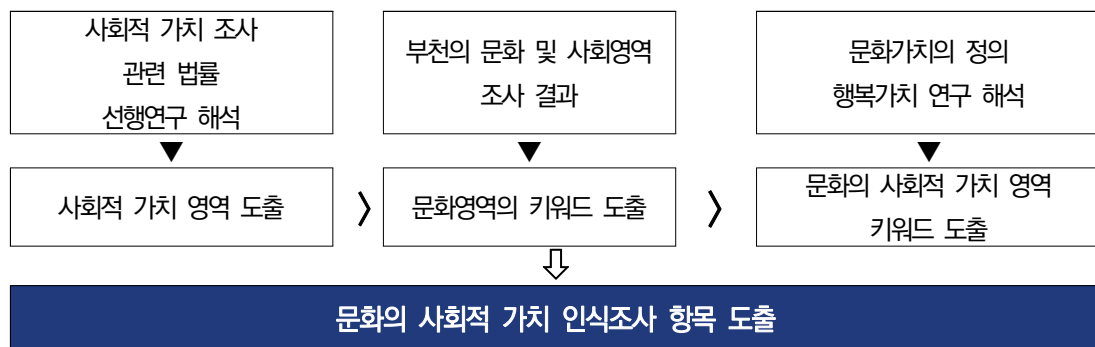 사회적 가치 조사
관련 법률
선행연구 해석
부천의 문화 및 사회영역
조사 결과
문화가치의 정의
행복가치 연구 해석
사회적 가치 영역 도출
문화영역의 키워드 도출
문화의 사회적 가치 영역
키워드 도출
문화의 사회적 가치 인식조사 항목 도출